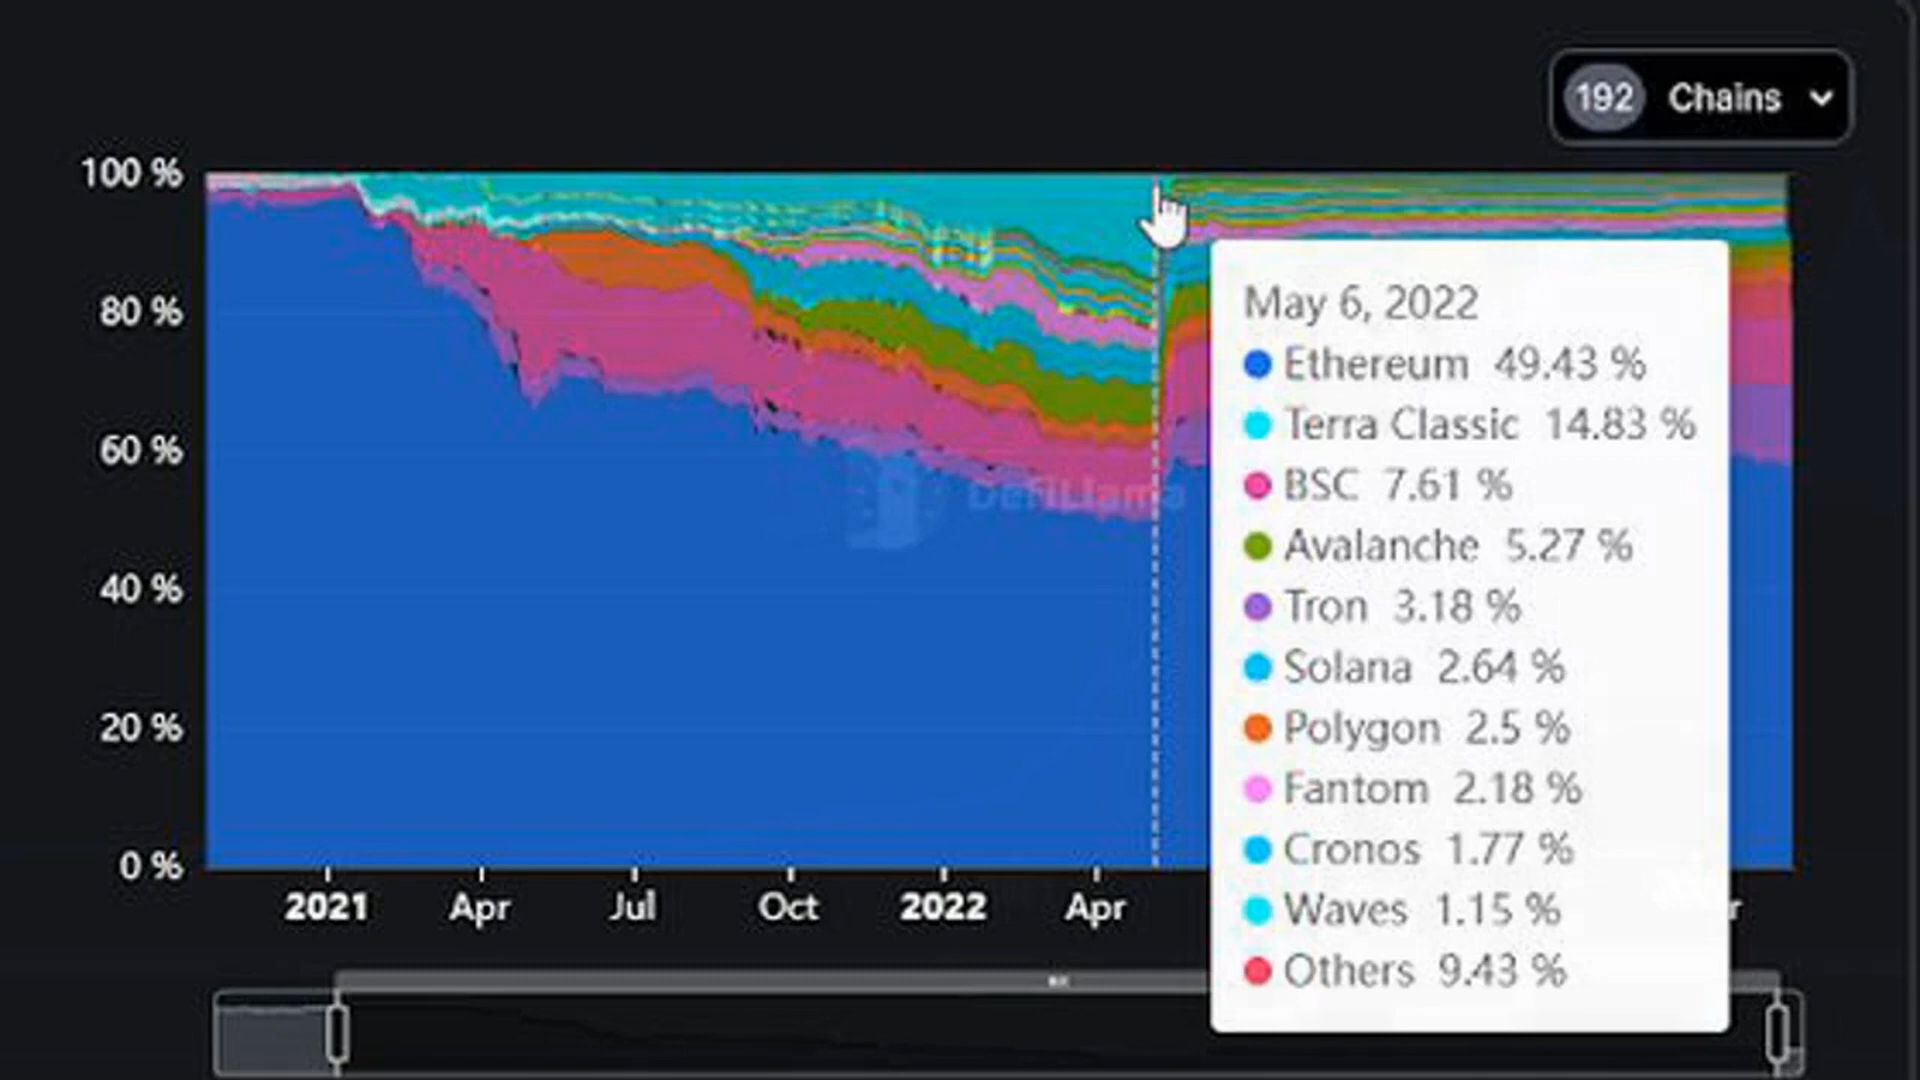 192 Chains
100 %
80 %
60 %
40 %
20 %
0 %
DefiLlama
May 6, 2022
Ethereum 49.43 %
Terra Classic 14.83 %
BSC 7.61 %
Avalanche 5.27 %
Tron 3.18 %
Solana 2.64 %
Polygon 2.5 %
Fantom 2.18 %
Cronos 1.77 %
Waves 1.15 %
Others 9.43 %
2021 Apr Jul Oct 2022 Apr